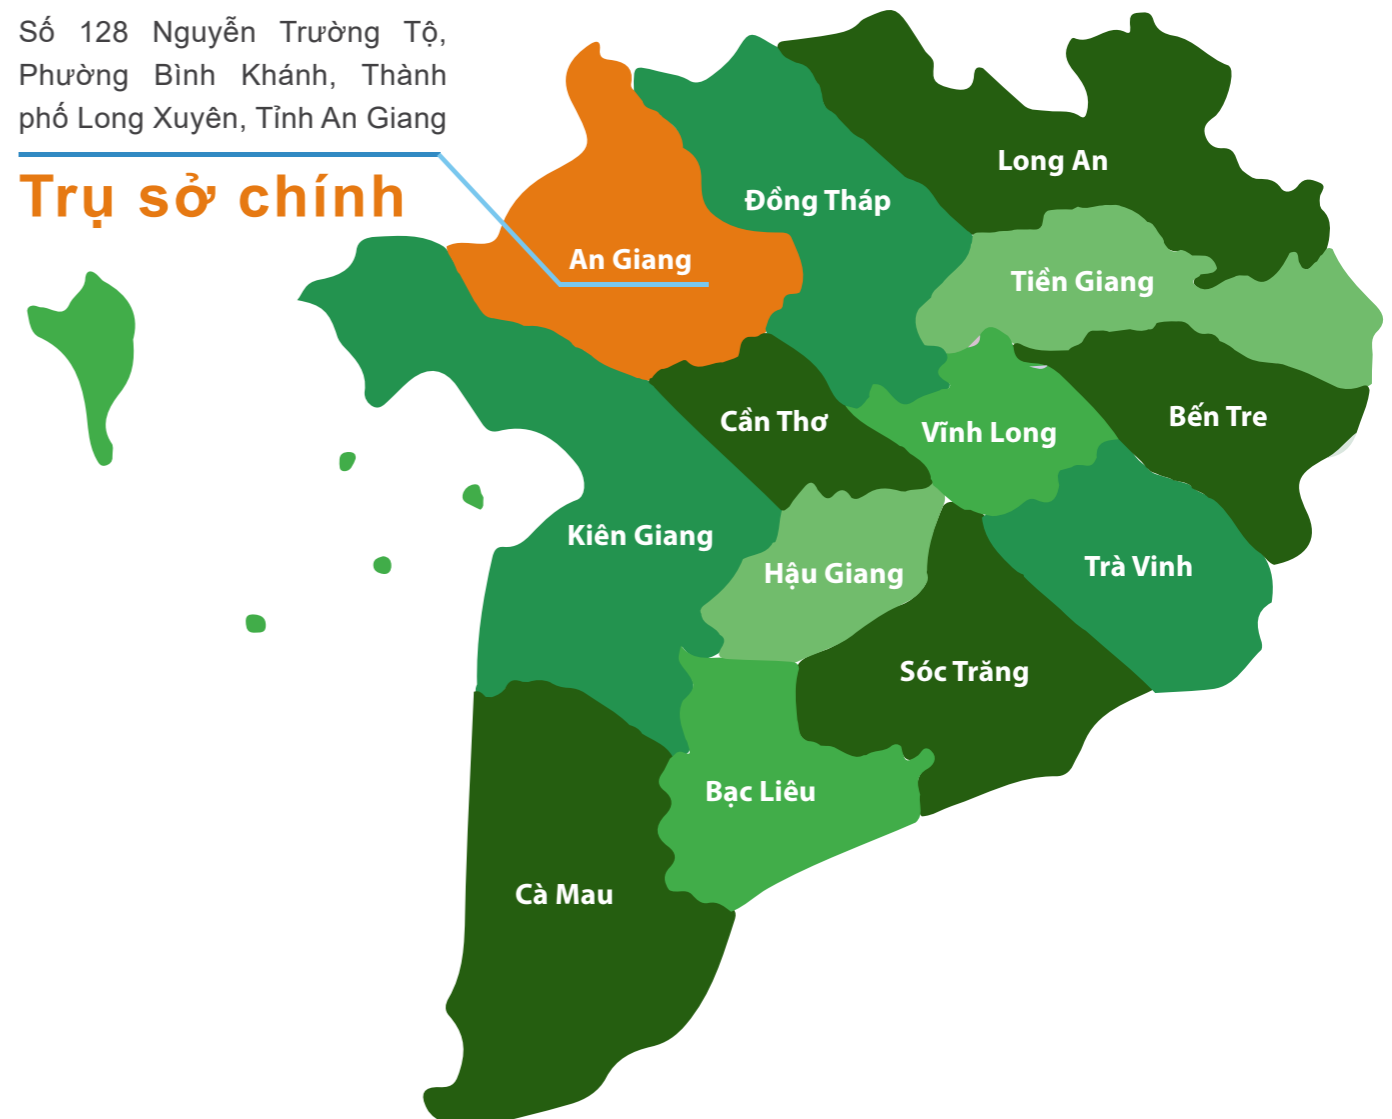 Số 128 Nguyễn Trường Tộ,
Phường Bình Khánh, Thành
phố Long Xuyên, Tỉnh An Giang
Trụ sở chính
Long An
Đồng Tháp
An Giang
Tiền Giang
Bến Tre
Cần Thơ
Vĩnh Long
Kiên Giang
Trà Vinh
Hậu Giang
Sóc Trăng
Bạc Liêu
Cà Mau